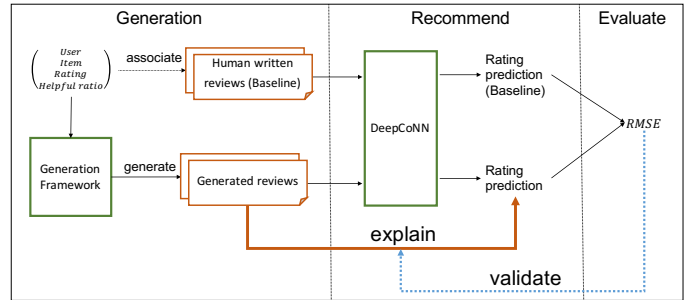 Generation
Recommend
Evaluate
User
Item
Rating
Helpful ratio
associate
Human written
reviews (Baseline)
Rating
prediction
(Baseline)
DeepCoNN
RMSE
Generation
Framework
generate
Generated reviews
Rating
prediction
explain
validate